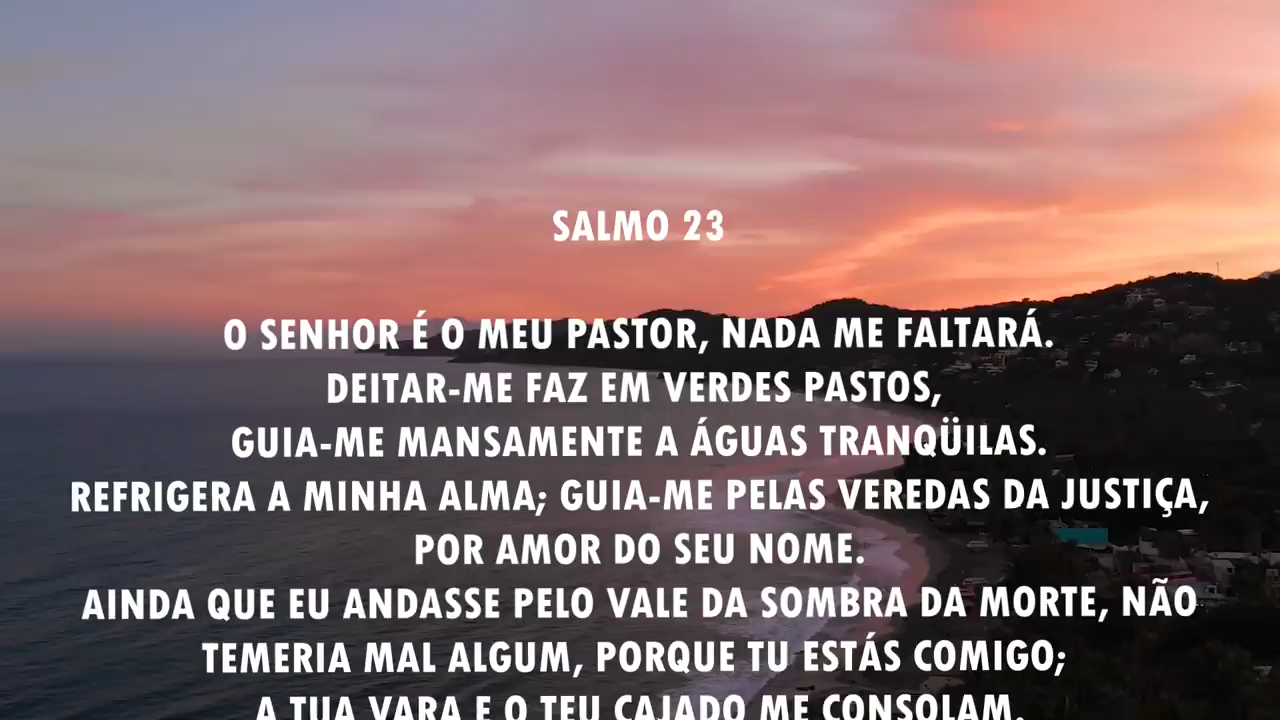 SALMO 23
O SENHOR É O MEU PASTOR, NADA ME FALTARÁ.
DEITAR-ME FAZ EM VERDES PASTOS,
GUIA-ME MANSAMENTE A ÁGUAS TRANQÜILAS.
REFRIGERA A MINHA ALMA; GUIA-ME PELAS VEREDAS DA JUSTIÇA,
POR AMOR DO SEU NOME.
AINDA QUE EU ANDASSE PELO VALE DA SOMBRA DA MORTE, NÃO
TEMERIA MAL ALGUM, PORQUE TU ESTÁS COMIGO;
A TUA VARA E O TEU CAJADO ME CONSOLAM.